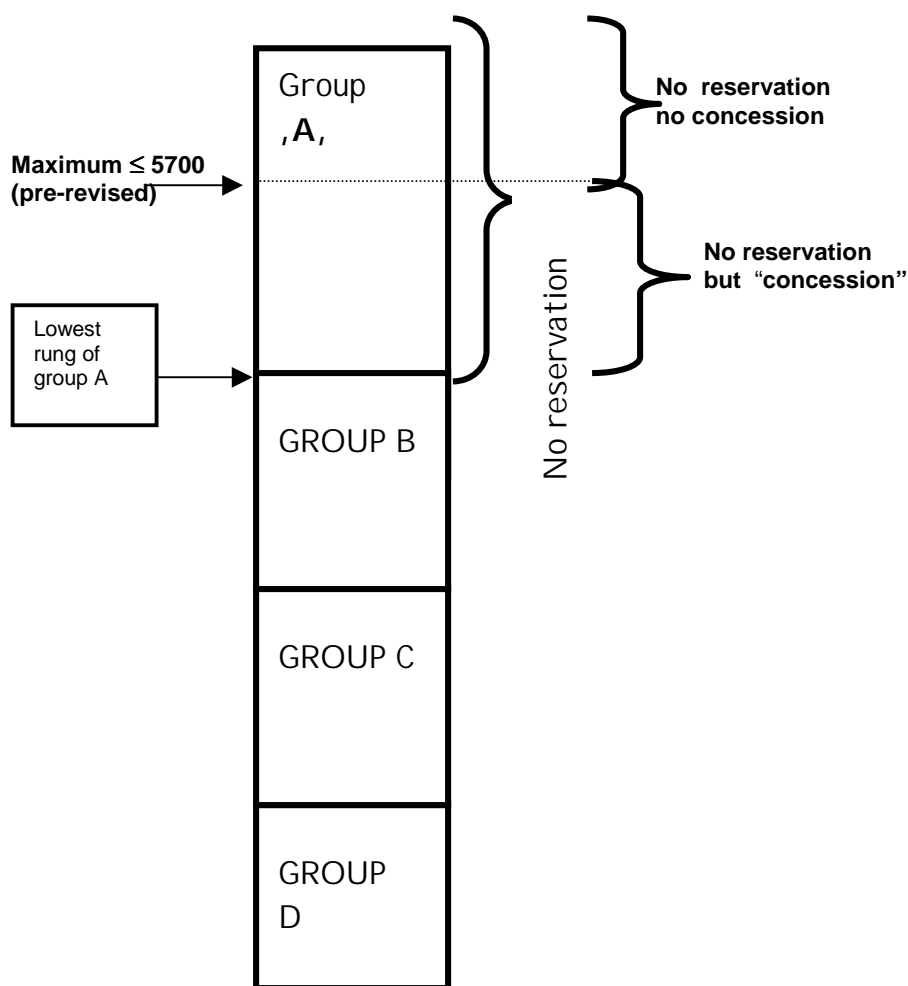 Group
,A,
No reservation
no concession
Maximum ≤ 5700
(pre-revised)
No reservation
but “concession”
No reservation
Lowest
rung of
group A
GROUP B
GROUP C
GROUP
D